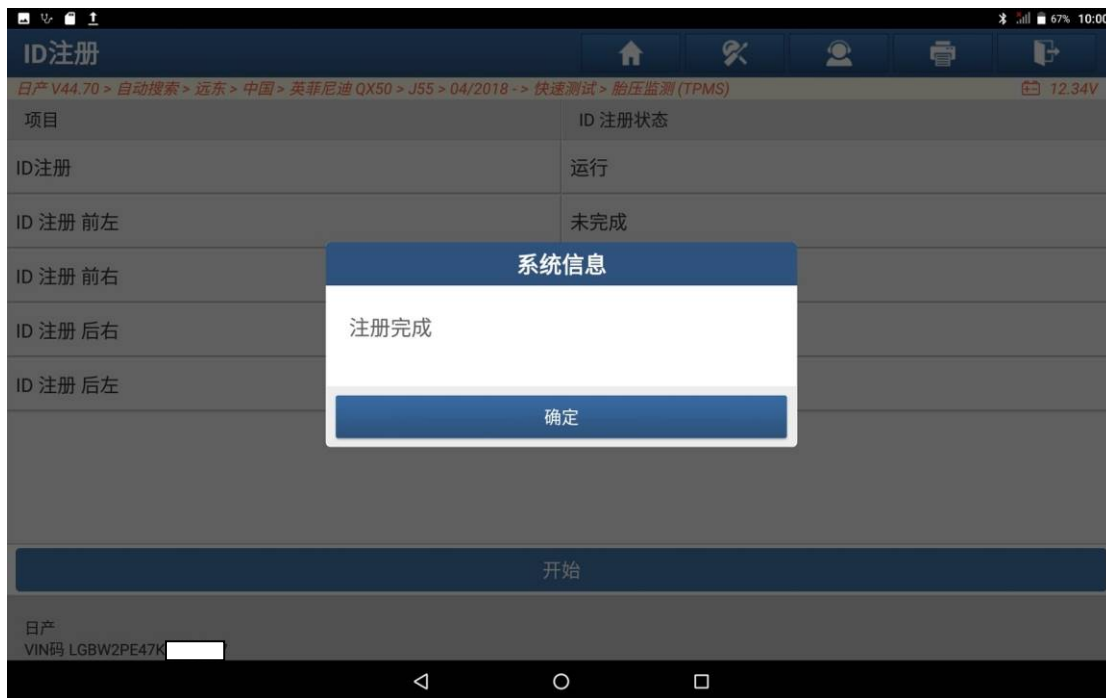 67% 10:00
ID注册
日产 V44.70 > 自动搜索 > 远东 > 中国 > 英菲尼迪 QX50 > J55 > 04/2018 - > 快速测试 > 胎压监测 (TPMS) 12.34V
项目 ID 注册状态
ID注册 运行
ID 注册 前左 未完成
ID 注册 前右
ID 注册 后右
ID 注册 后左
系统信息
注册完成
确定
开始
日产
VIN码 LGBW2PE47K